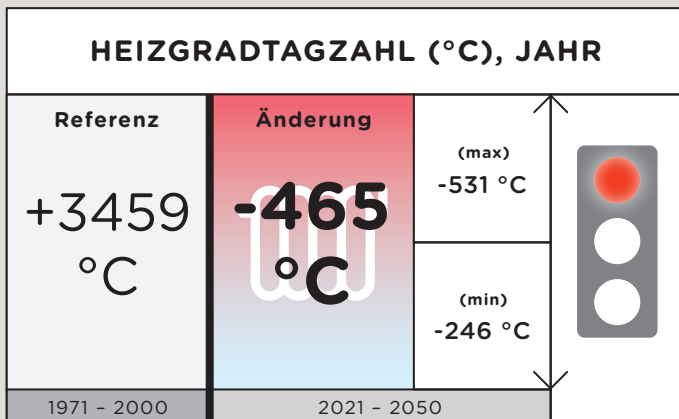 HEIZGRADTAGZAHL (°C), JAHR
Referenz
+3459
°C
Änderung
-465
°C
(max)
-531 °C
(min)
-246 °C
1971 – 2000
2021 – 2050